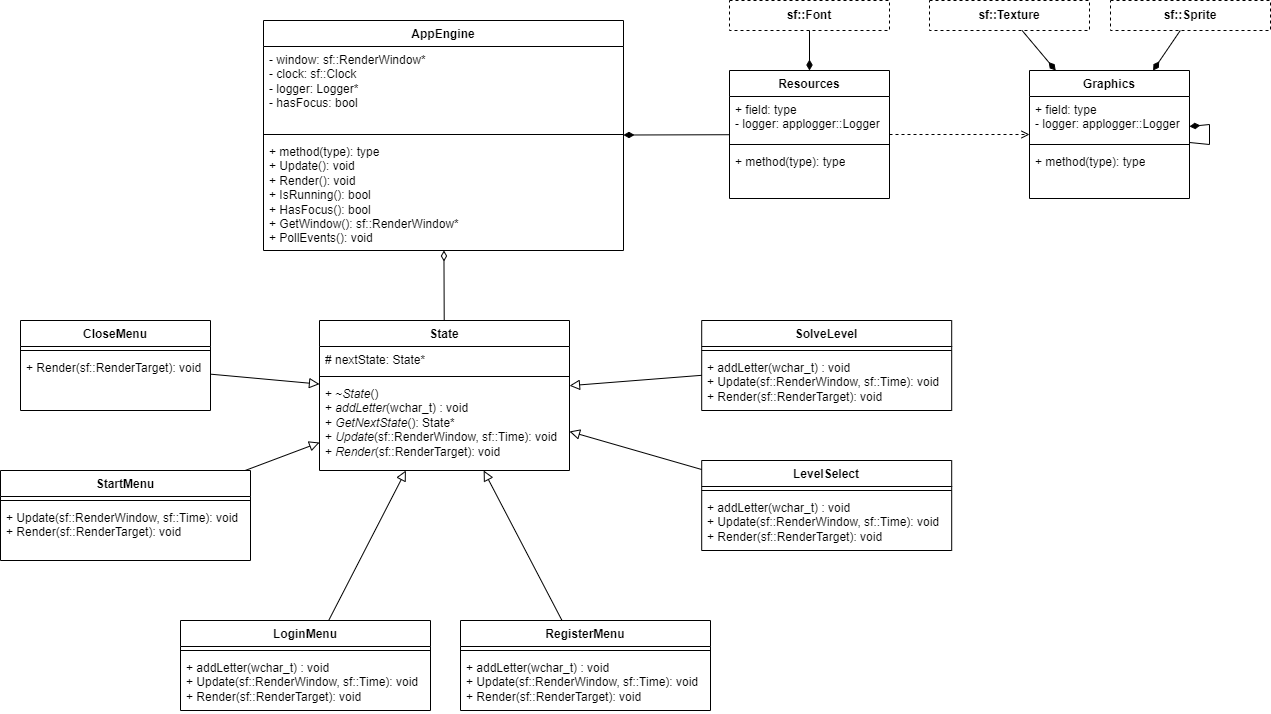 sf::Font
sf::Texture
sf::Sprite
AppEngine
- window: sf::RenderWindow*
- clock: sf::Clock
- logger: Logger*
- hasFocus: bool
+ method(type): type
+ Update(): void
+ Render(): void
+ IsRunning(): bool
+ HasFocus(): bool
+ GetWindow(): sf::RenderWindow*
+ PollEvents(): void
Resources
+ field: type
- logger: applogger::Logger
+ method(type): type
Graphics
+ field: type
- logger: applogger::Logger
+ method(type): type
CloseMenu
+ Render(sf::RenderTarget): void
State
# nextState: State*
+ ~State()
+ addLetter(wchar_t) : void
+ GetNextState(): State*
+ Update(sf::RenderWindow, sf::Time): void
+ Render(sf::RenderTarget): void
SolveLevel
+ addLetter(wchar_t) : void
+ Update(sf::RenderWindow, sf::Time): void
+ Render(sf::RenderTarget): void
StartMenu
+ Update(sf::RenderWindow, sf::Time): void
+ Render(sf::RenderTarget): void
LevelSelect
+ addLetter(wchar_t) : void
+ Update(sf::RenderWindow, sf::Time): void
+ Render(sf::RenderTarget): void
LoginMenu
+ addLetter(wchar_t) : void
+ Update(sf::RenderWindow, sf::Time): void
+ Render(sf::RenderTarget): void
RegisterMenu
+ addLetter(wchar_t) : void
+ Update(sf::RenderWindow, sf::Time): void
+ Render(sf::RenderTarget): void